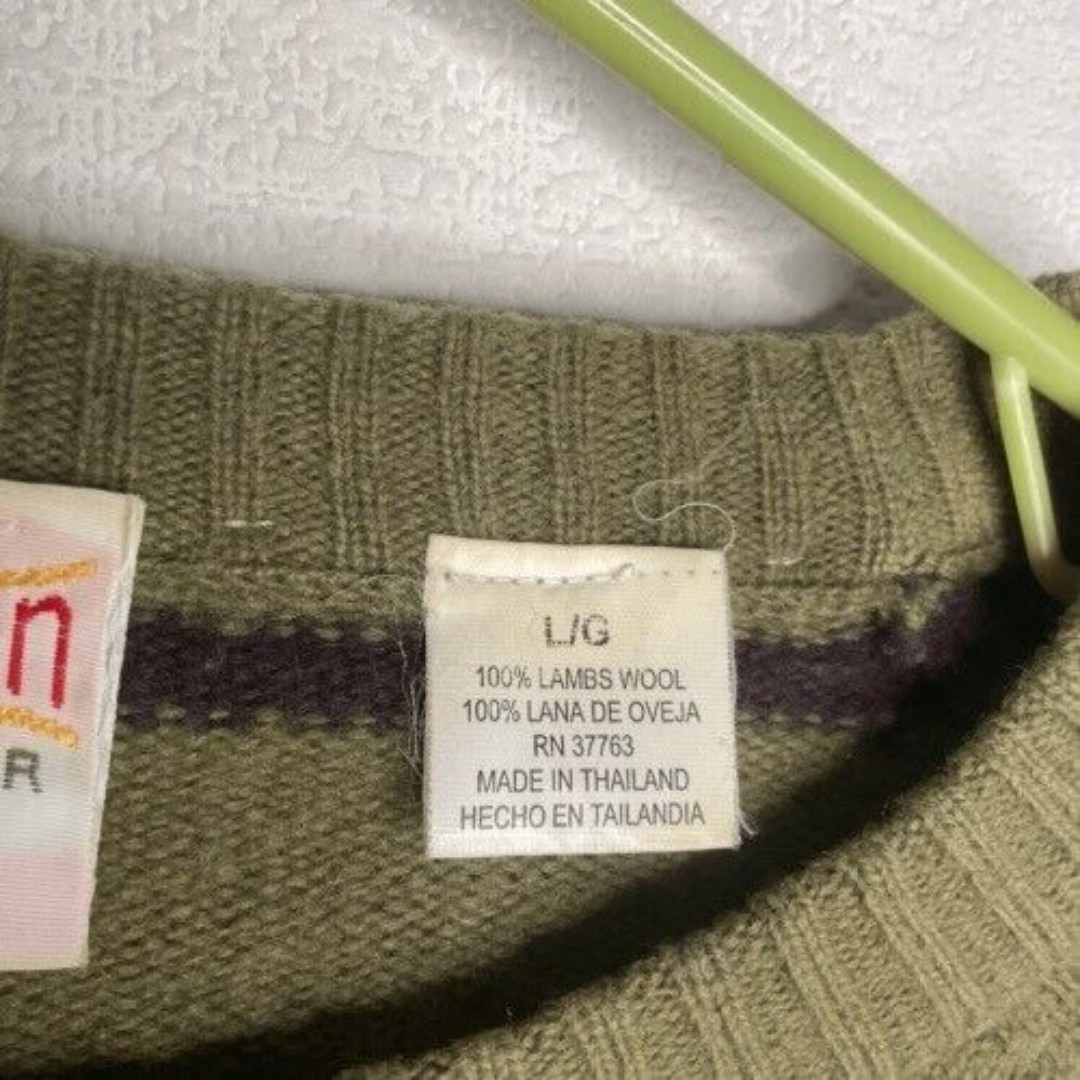 n
R
L/G
100% LAMBS WOOL
100% LANA DE OVEJA
RN 37763
MADE IN THAILAND
HECHO EN TAILANDIA